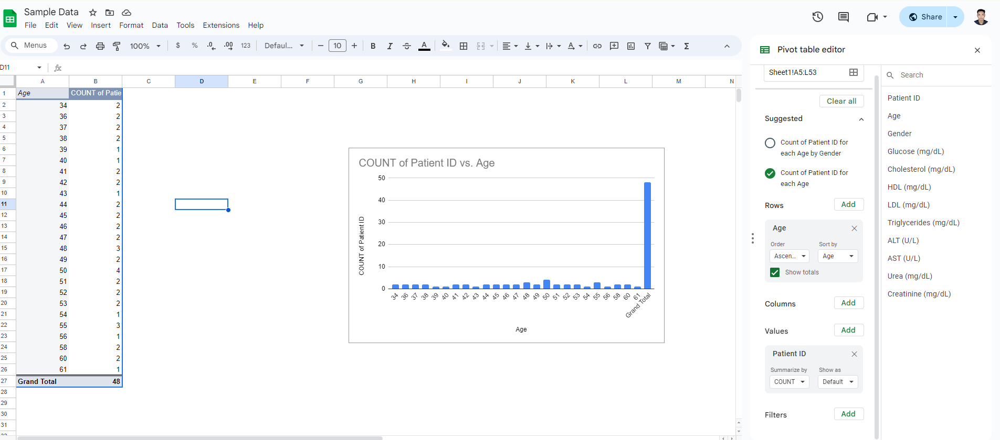 Sample Data
File Edit View Insert Format Data Tools Extensions Help
Share
Menus 100% $ % .0 .00 123 Defaul... 10 B I A Σ
D11 fx
A B C D E F G H I J K L M N
1 Age COUNT of Patie
2 34 2
3 36 2
4 37 2
5 38 2
6 39 1
7 40 1
8 41 2
9 42 2
10 43 1
11 44 2
12 45 2
13 46 2
14 47 2
15 48 3
16 49 2
17 50 4
18 51 2
19 52 2
20 53 2
21 54 1
22 55 3
23 56 1
24 58 2
25 60 2
26 61 1
27 Grand Total 48
28
29
30
31
COUNT of Patient ID vs. Age
COUNT of Patient ID
50
40
30
20
10
0
34 36 37 38 39 40 41 42 43 44 45 46 47 48 49 50 51 52 53 54 55 56 58 60 61 Grand Total
Age
Pivot table editor
Sheet1!A5:L53
Clear all
Suggested
Count of Patient ID for
each Age by Gender
Count of Patient ID for
each Age
Rows Add
Age
Order Sort by
Ascen... Age
Show totals
Columns Add
Values Add
Patient ID
Summarize by Show as
COUNT Default
Filters Add
Search
Patient ID
Age
Gender
Glucose (mg/dL)
Cholesterol (mg/dL)
HDL (mg/dL)
LDL (mg/dL)
Triglycerides (mg/dL)
ALT (U/L)
AST (U/L)
Urea (mg/dL)
Creatinine (mg/dL)